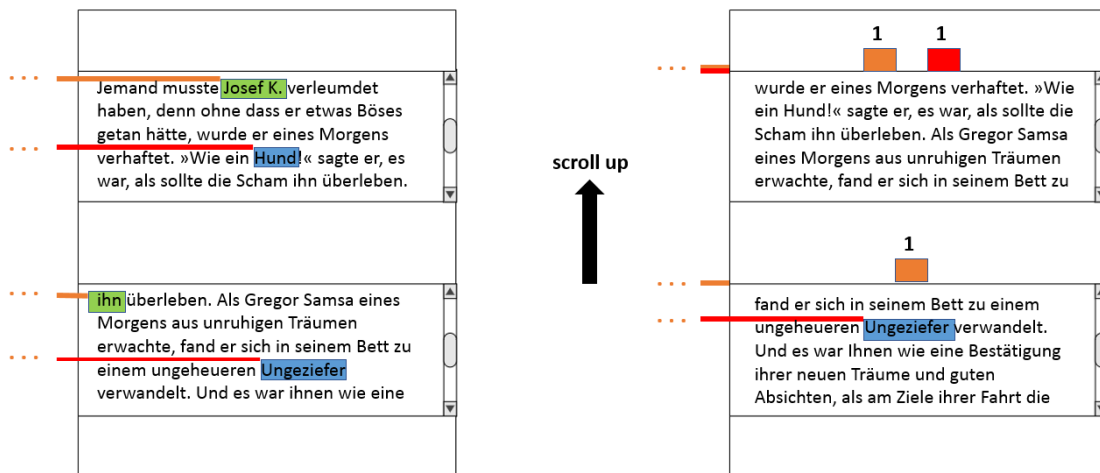 Jemand musste Josef K. verleumdet
haben, denn ohne dass er etwas Böses
getan hätte, wurde er eines Morgens
verhaftet. »Wie ein Hund!« sagte er, es
war, als sollte die Scham ihn überleben.
ihn überleben. Als Gregor Samsa eines
Morgens aus unruhigen Träumen
erwachte, fand er sich in seinem Bett zu
einem ungeheueren Ungeziefer
verwandelt. Und es war ihnen wie eine
scroll up
1 1
wurde er eines Morgens verhaftet. »Wie
ein Hund!« sagte er, es war, als sollte die
Scham ihn überleben. Als Gregor Samsa
eines Morgens aus unruhigen Träumen
erwachte, fand er sich in seinem Bett zu
1
fand er sich in seinem Bett zu einem
ungeheueren Ungeziefer verwandelt.
Und es war Ihnen wie eine Bestätigung
ihrer neuen Träume und guten
Absichten, als am Ziele ihrer Fahrt die